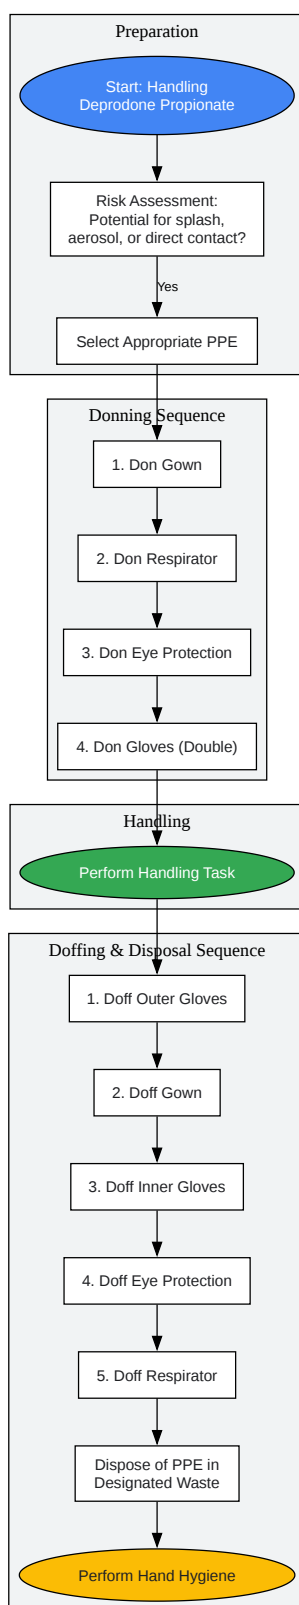 Preparation
Start: Handling
Deprodone Propionate
Risk Assessment:
Potential for splash,
aerosol, or direct contact?
Yes
Select Appropriate PPE
Donning Sequence
1. Don Gown
2. Don Respirator
3. Don Eye Protection
4. Don Gloves (Double)
Handling
Perform Handling Task
Doffing & Disposal Sequence
1. Doff Outer Gloves
2. Doff Gown
3. Doff Inner Gloves
4. Doff Eye Protection
5. Doff Respirator
Dispose of PPE in
Designated Waste
Perform Hand Hygiene